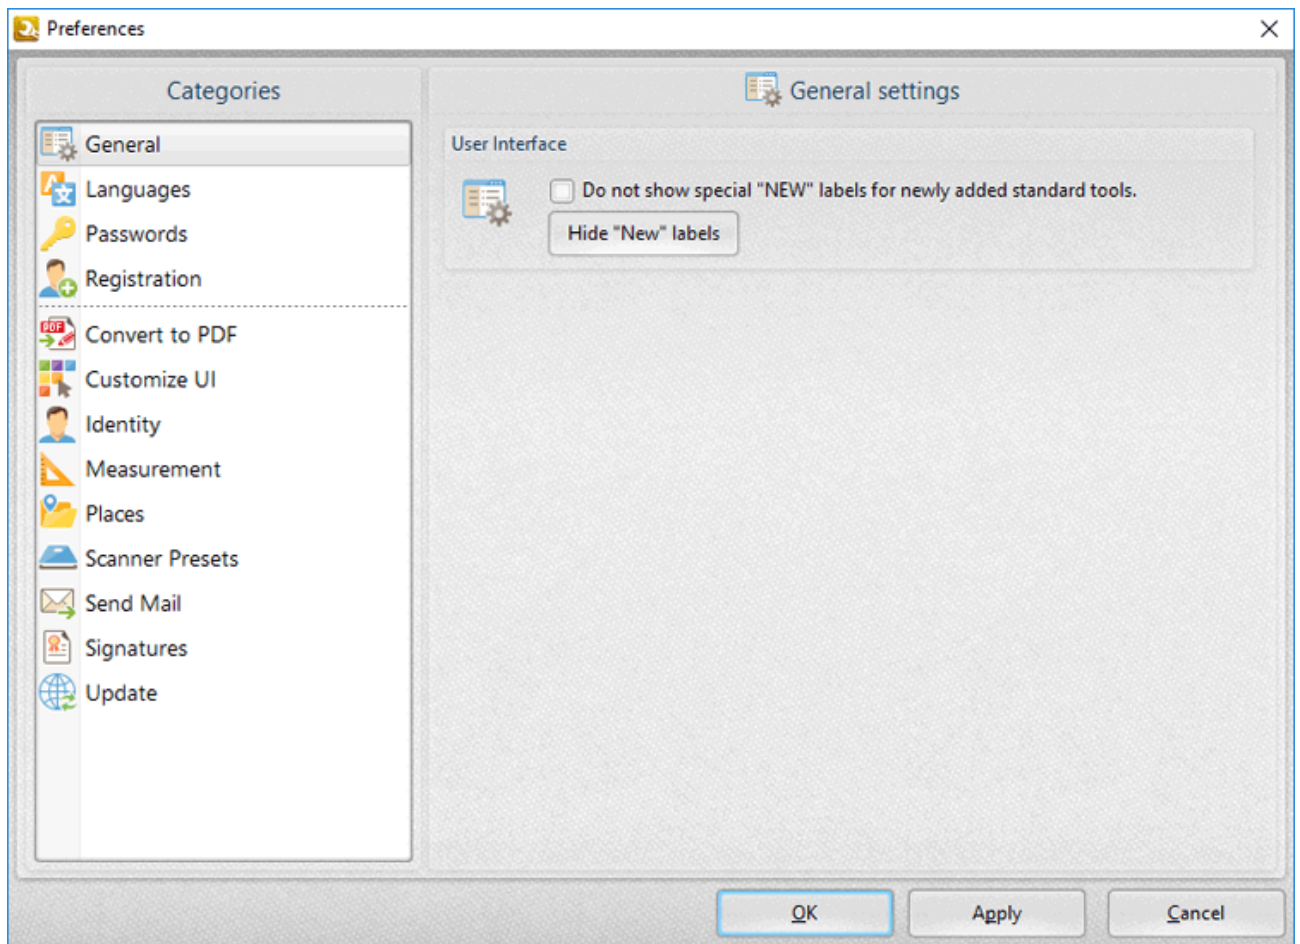 Preferences
Categories
General
Languages
Passwords
Registration
PDF
Convert to PDF
Customize UI
Identity
Measurement
Places
Scanner Presets
Send Mail
Signatures
Update
General settings
User Interface
Do not show special "NEW" labels for newly added standard tools.
Hide "New" labels
OK
Apply
Cancel